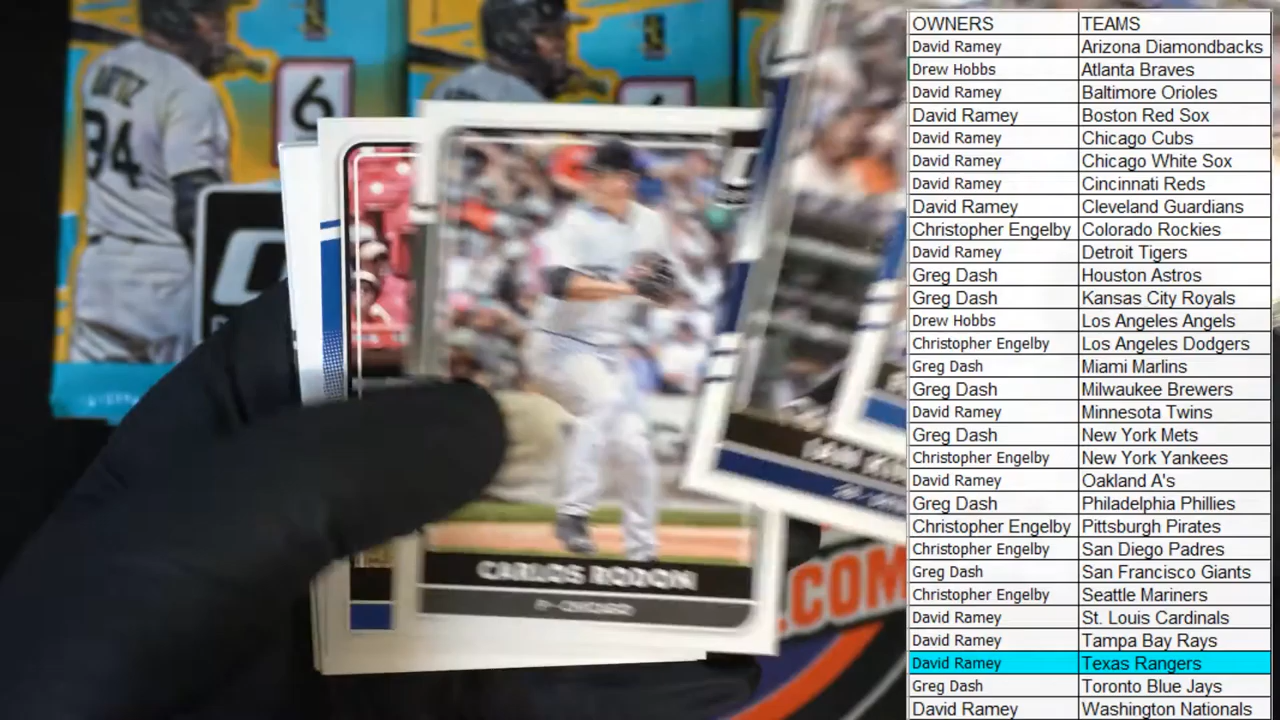 34
6
CARLOS RODON
P - CHICAGO
.COM
OWNERS TEAMS
David Ramey Arizona Diamondbacks
Drew Hobbs Atlanta Braves
David Ramey Baltimore Orioles
David Ramey Boston Red Sox
David Ramey Chicago Cubs
David Ramey Chicago White Sox
David Ramey Cincinnati Reds
David Ramey Cleveland Guardians
Christopher Engelby Colorado Rockies
David Ramey Detroit Tigers
Greg Dash Houston Astros
Greg Dash Kansas City Royals
Drew Hobbs Los Angeles Angels
Christopher Engelby Los Angeles Dodgers
Greg Dash Miami Marlins
Greg Dash Milwaukee Brewers
David Ramey Minnesota Twins
Greg Dash New York Mets
Christopher Engelby New York Yankees
David Ramey Oakland A's
Greg Dash Philadelphia Phillies
Christopher Engelby Pittsburgh Pirates
Christopher Engelby San Diego Padres
Greg Dash San Francisco Giants
Christopher Engelby Seattle Mariners
David Ramey St. Louis Cardinals
David Ramey Tampa Bay Rays
David Ramey Texas Rangers
Greg Dash Toronto Blue Jays
David Ramey Washington Nationals